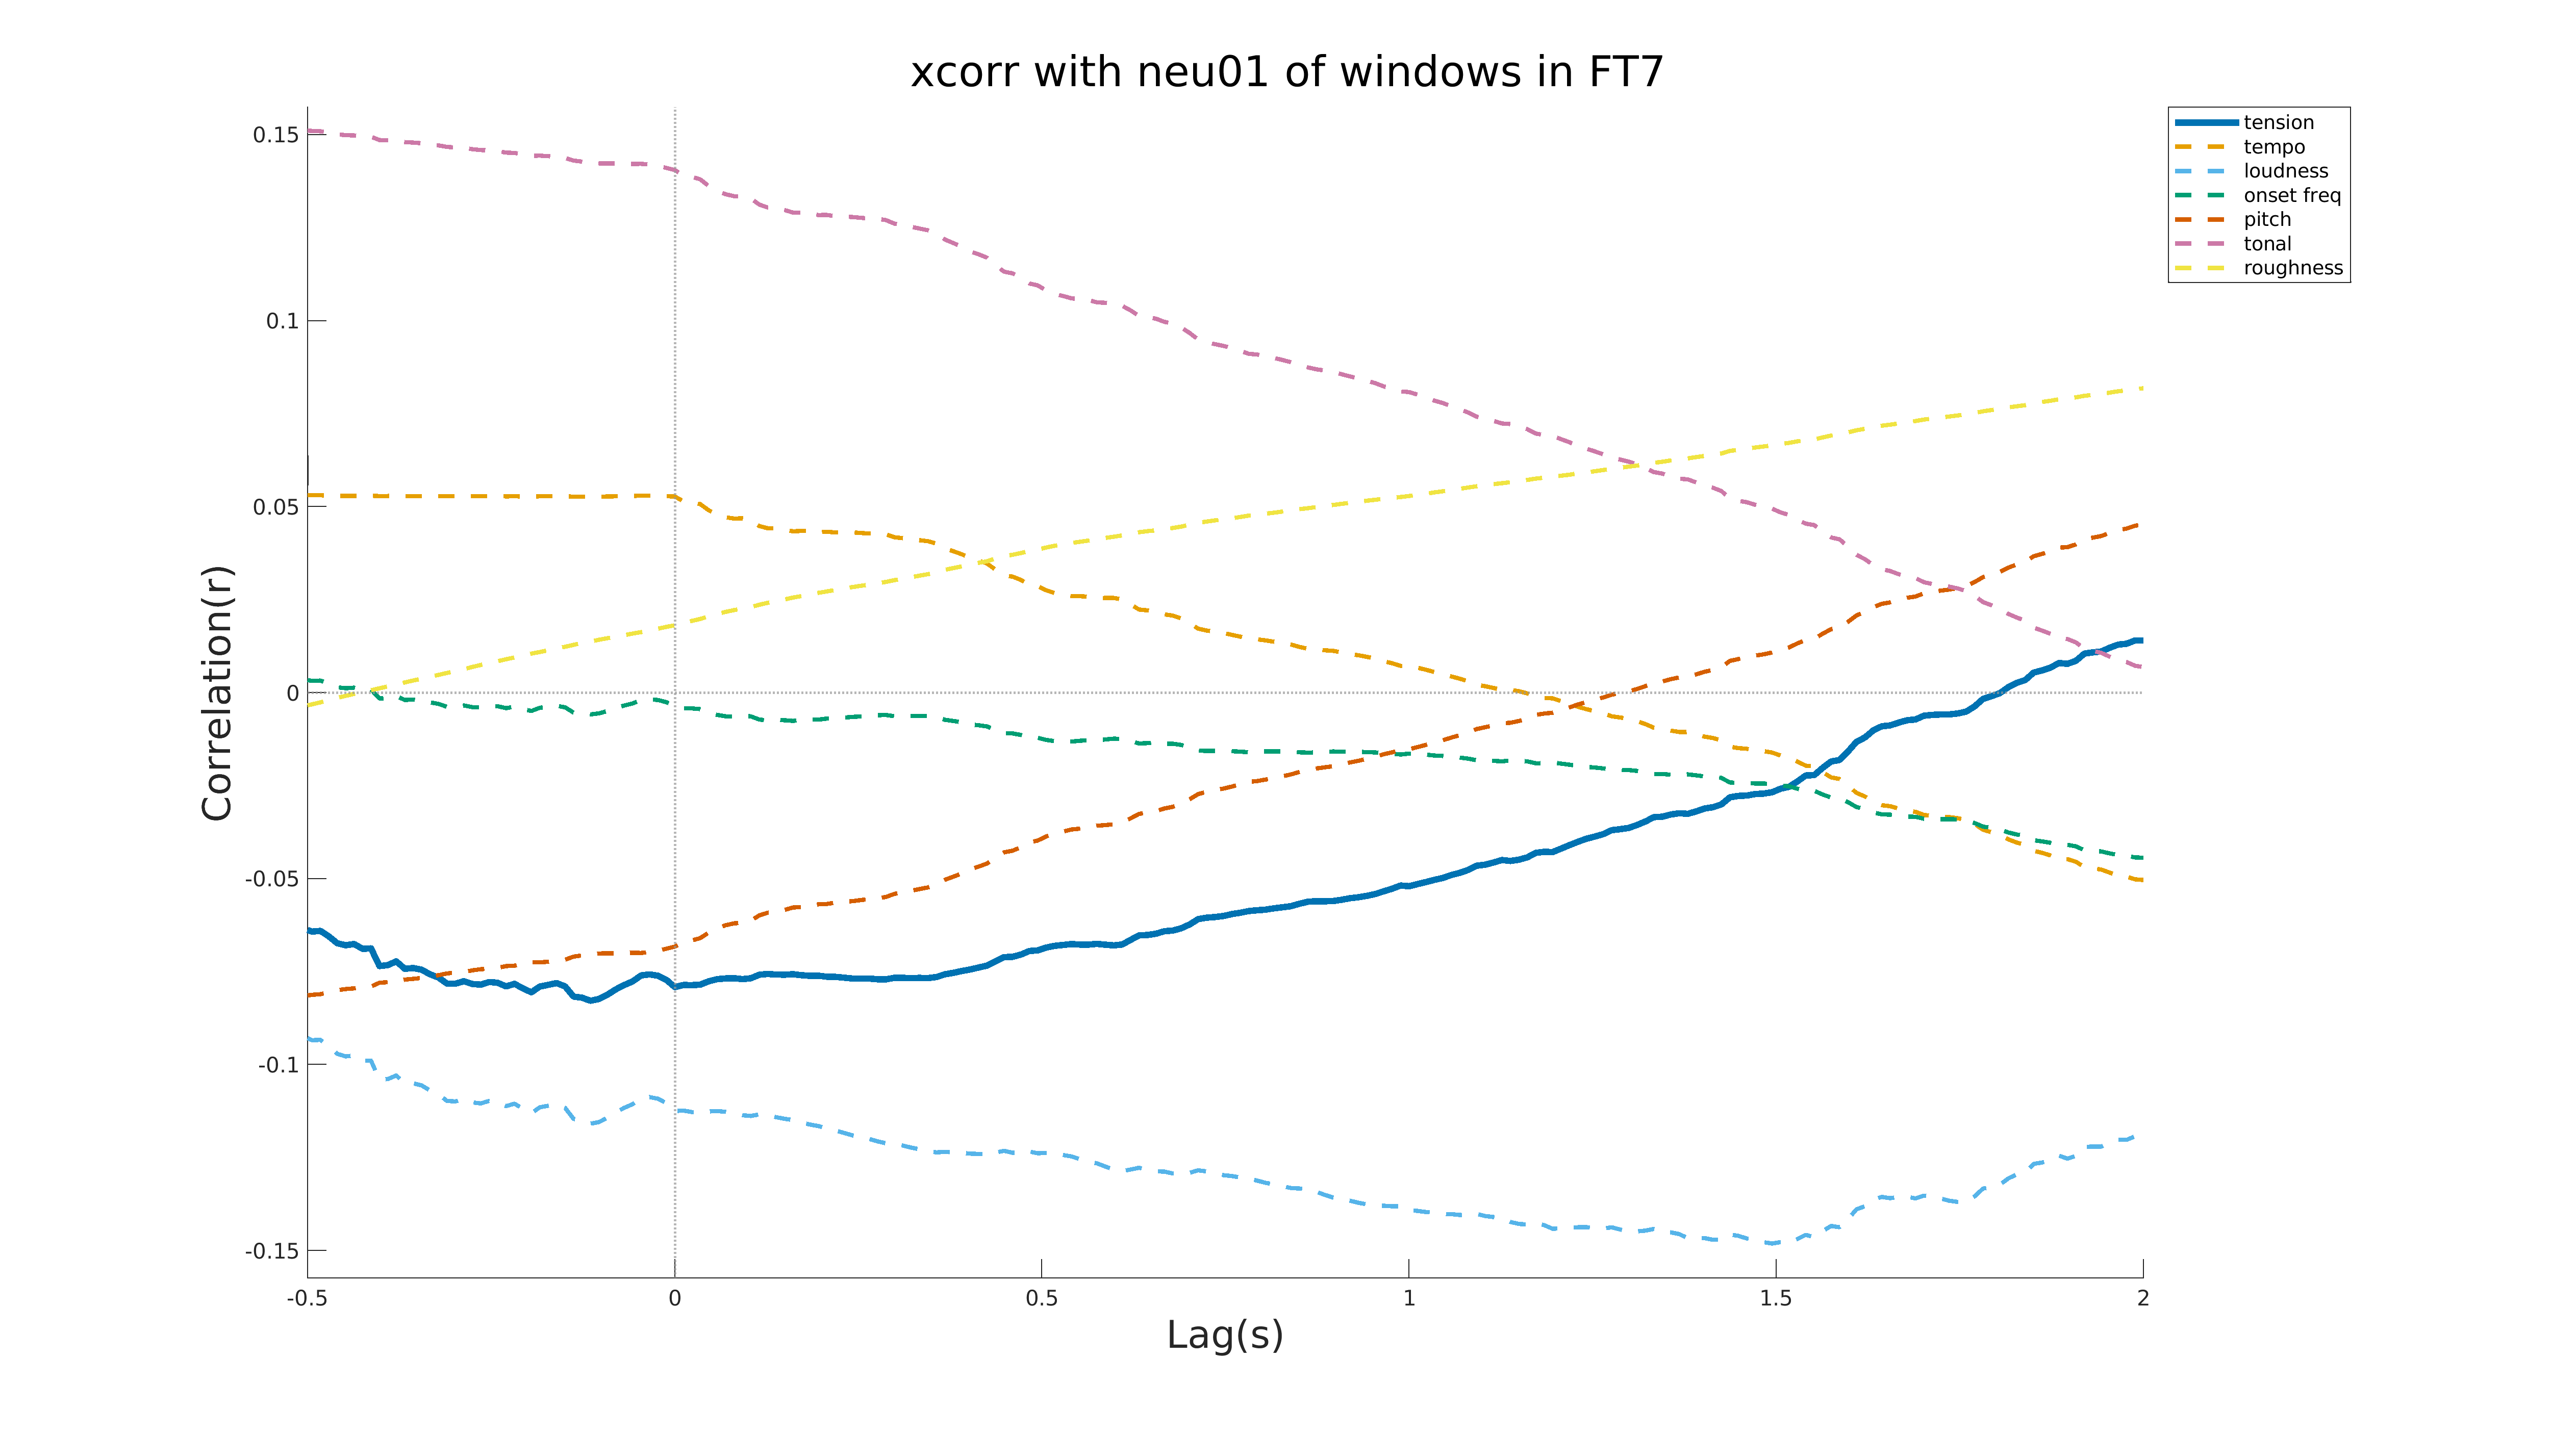 xcorr with neu01 of windows in FT7
tension
tempo
loudness
onset freq
pitch
tonal
roughness
Correlation(r)
0.15
0.1
0.05
0
-0.05
-0.1
-0.15
-0.5
0
0.5
1
1.5
2
Lag(s)